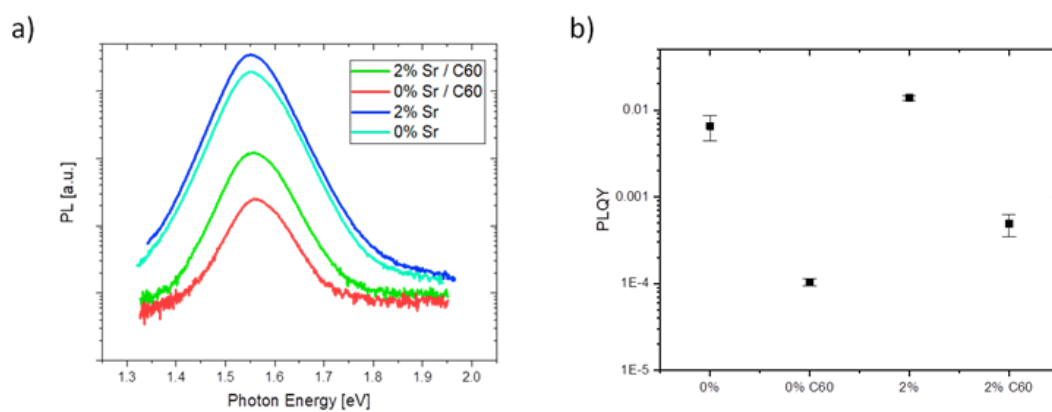 a)
PL [a.u.]
2% Sr / C60
0% Sr / C60
2% Sr
0% Sr
1.3 1.4 1.5 1.6 1.7 1.8 1.9 2.0
Photon Energy [eV]
b)
PLQY
0.01
0.001
1E-4
1E-5
0% 0% C60 2% 2% C60